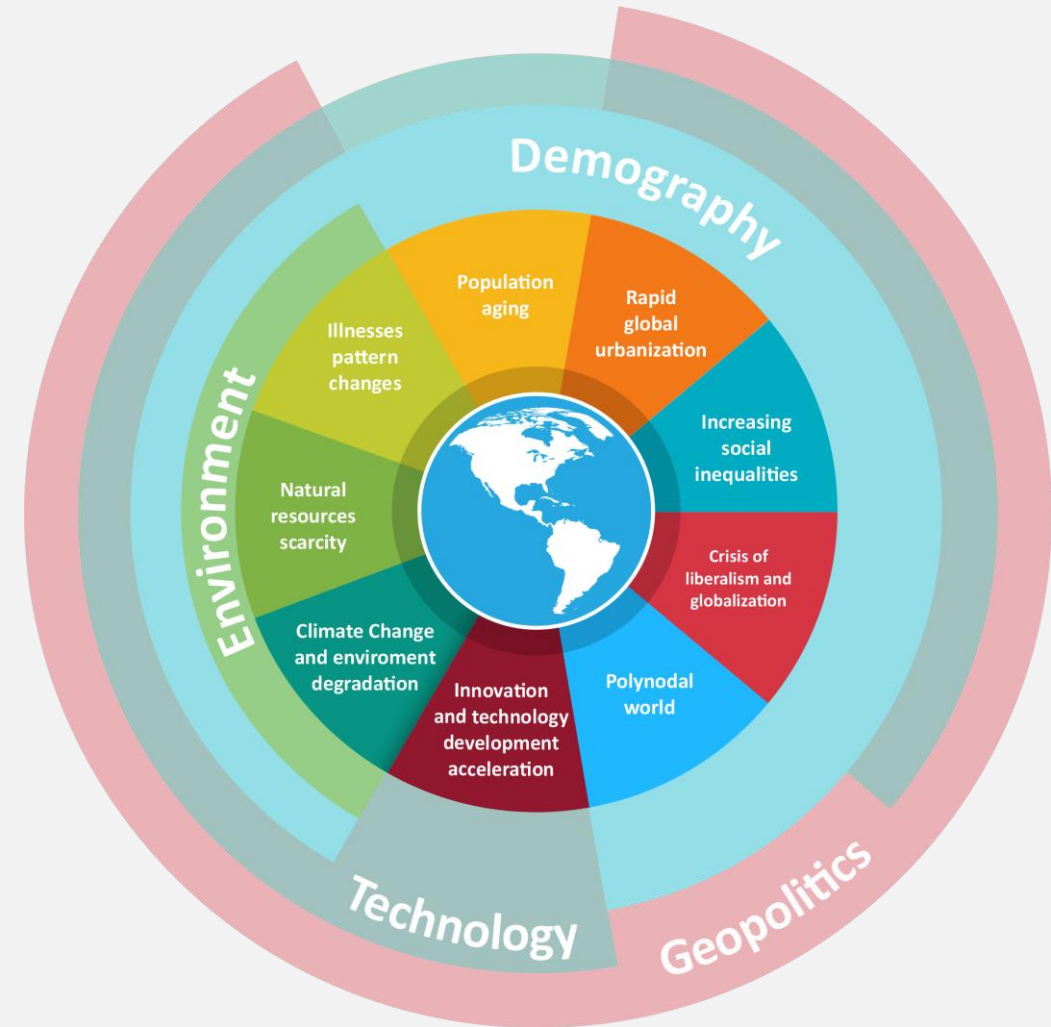 Demography
Population
aging
Rapid
global
urbanization
Increasing
social
inequalities
Crisis of
liberalism and
globalization
Polynodal
world
Innovation
and technology
development
acceleration
Climate Change
and enviroment
degradation
Natural
resources
scarcity
Illnesses
pattern
changes
Environment
Technology
Geopolitics